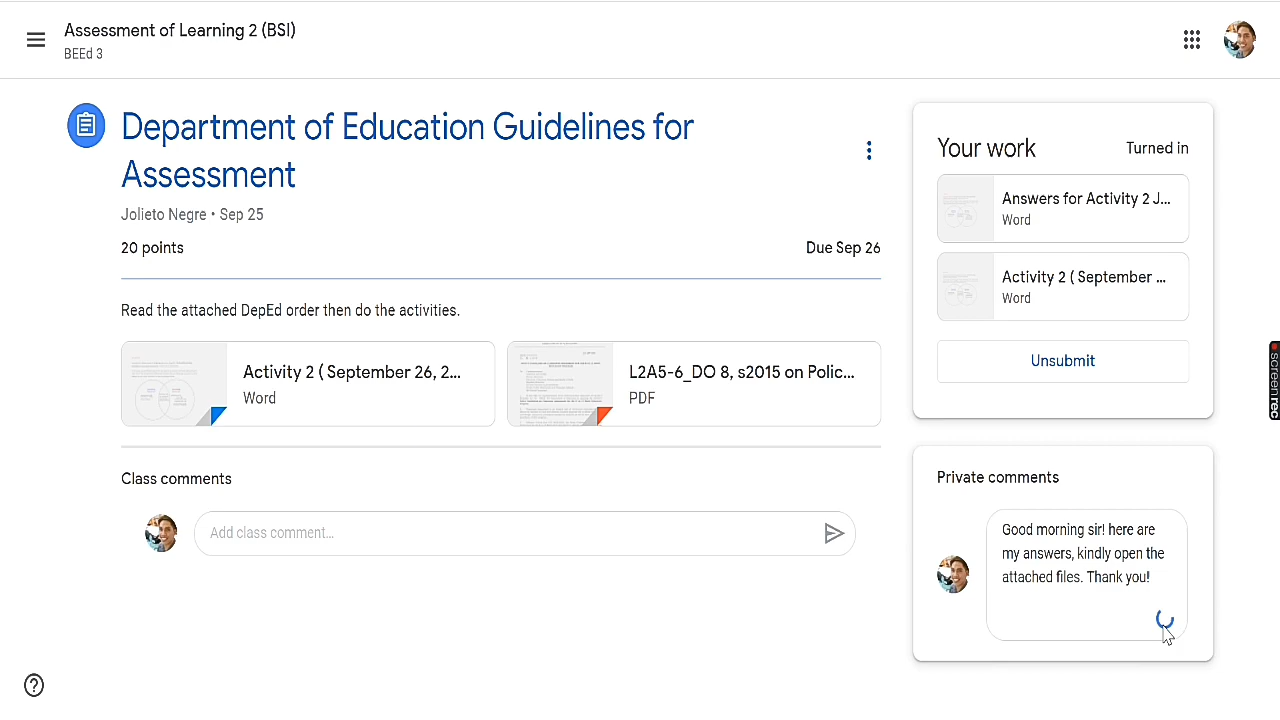 Assessment of Learning 2 (BSI)
BEEd 3
Department of Education Guidelines for
Assessment
Jolieto Negre • Sep 25
20 points
Due Sep 26
Read the attached DepEd order then do the activities.
Activity 2 ( September 26, 2...
Word
L2A5-6_DO 8, s2015 on Polic...
PDF
Class comments
Add class comment...
Your work
Turned in
Answers for Activity 2 J...
Word
Activity 2 ( September ...
Word
Unsubmit
Private comments
Good morning sir! here are
my answers, kindly open the
attached files. Thank you!
screenrec